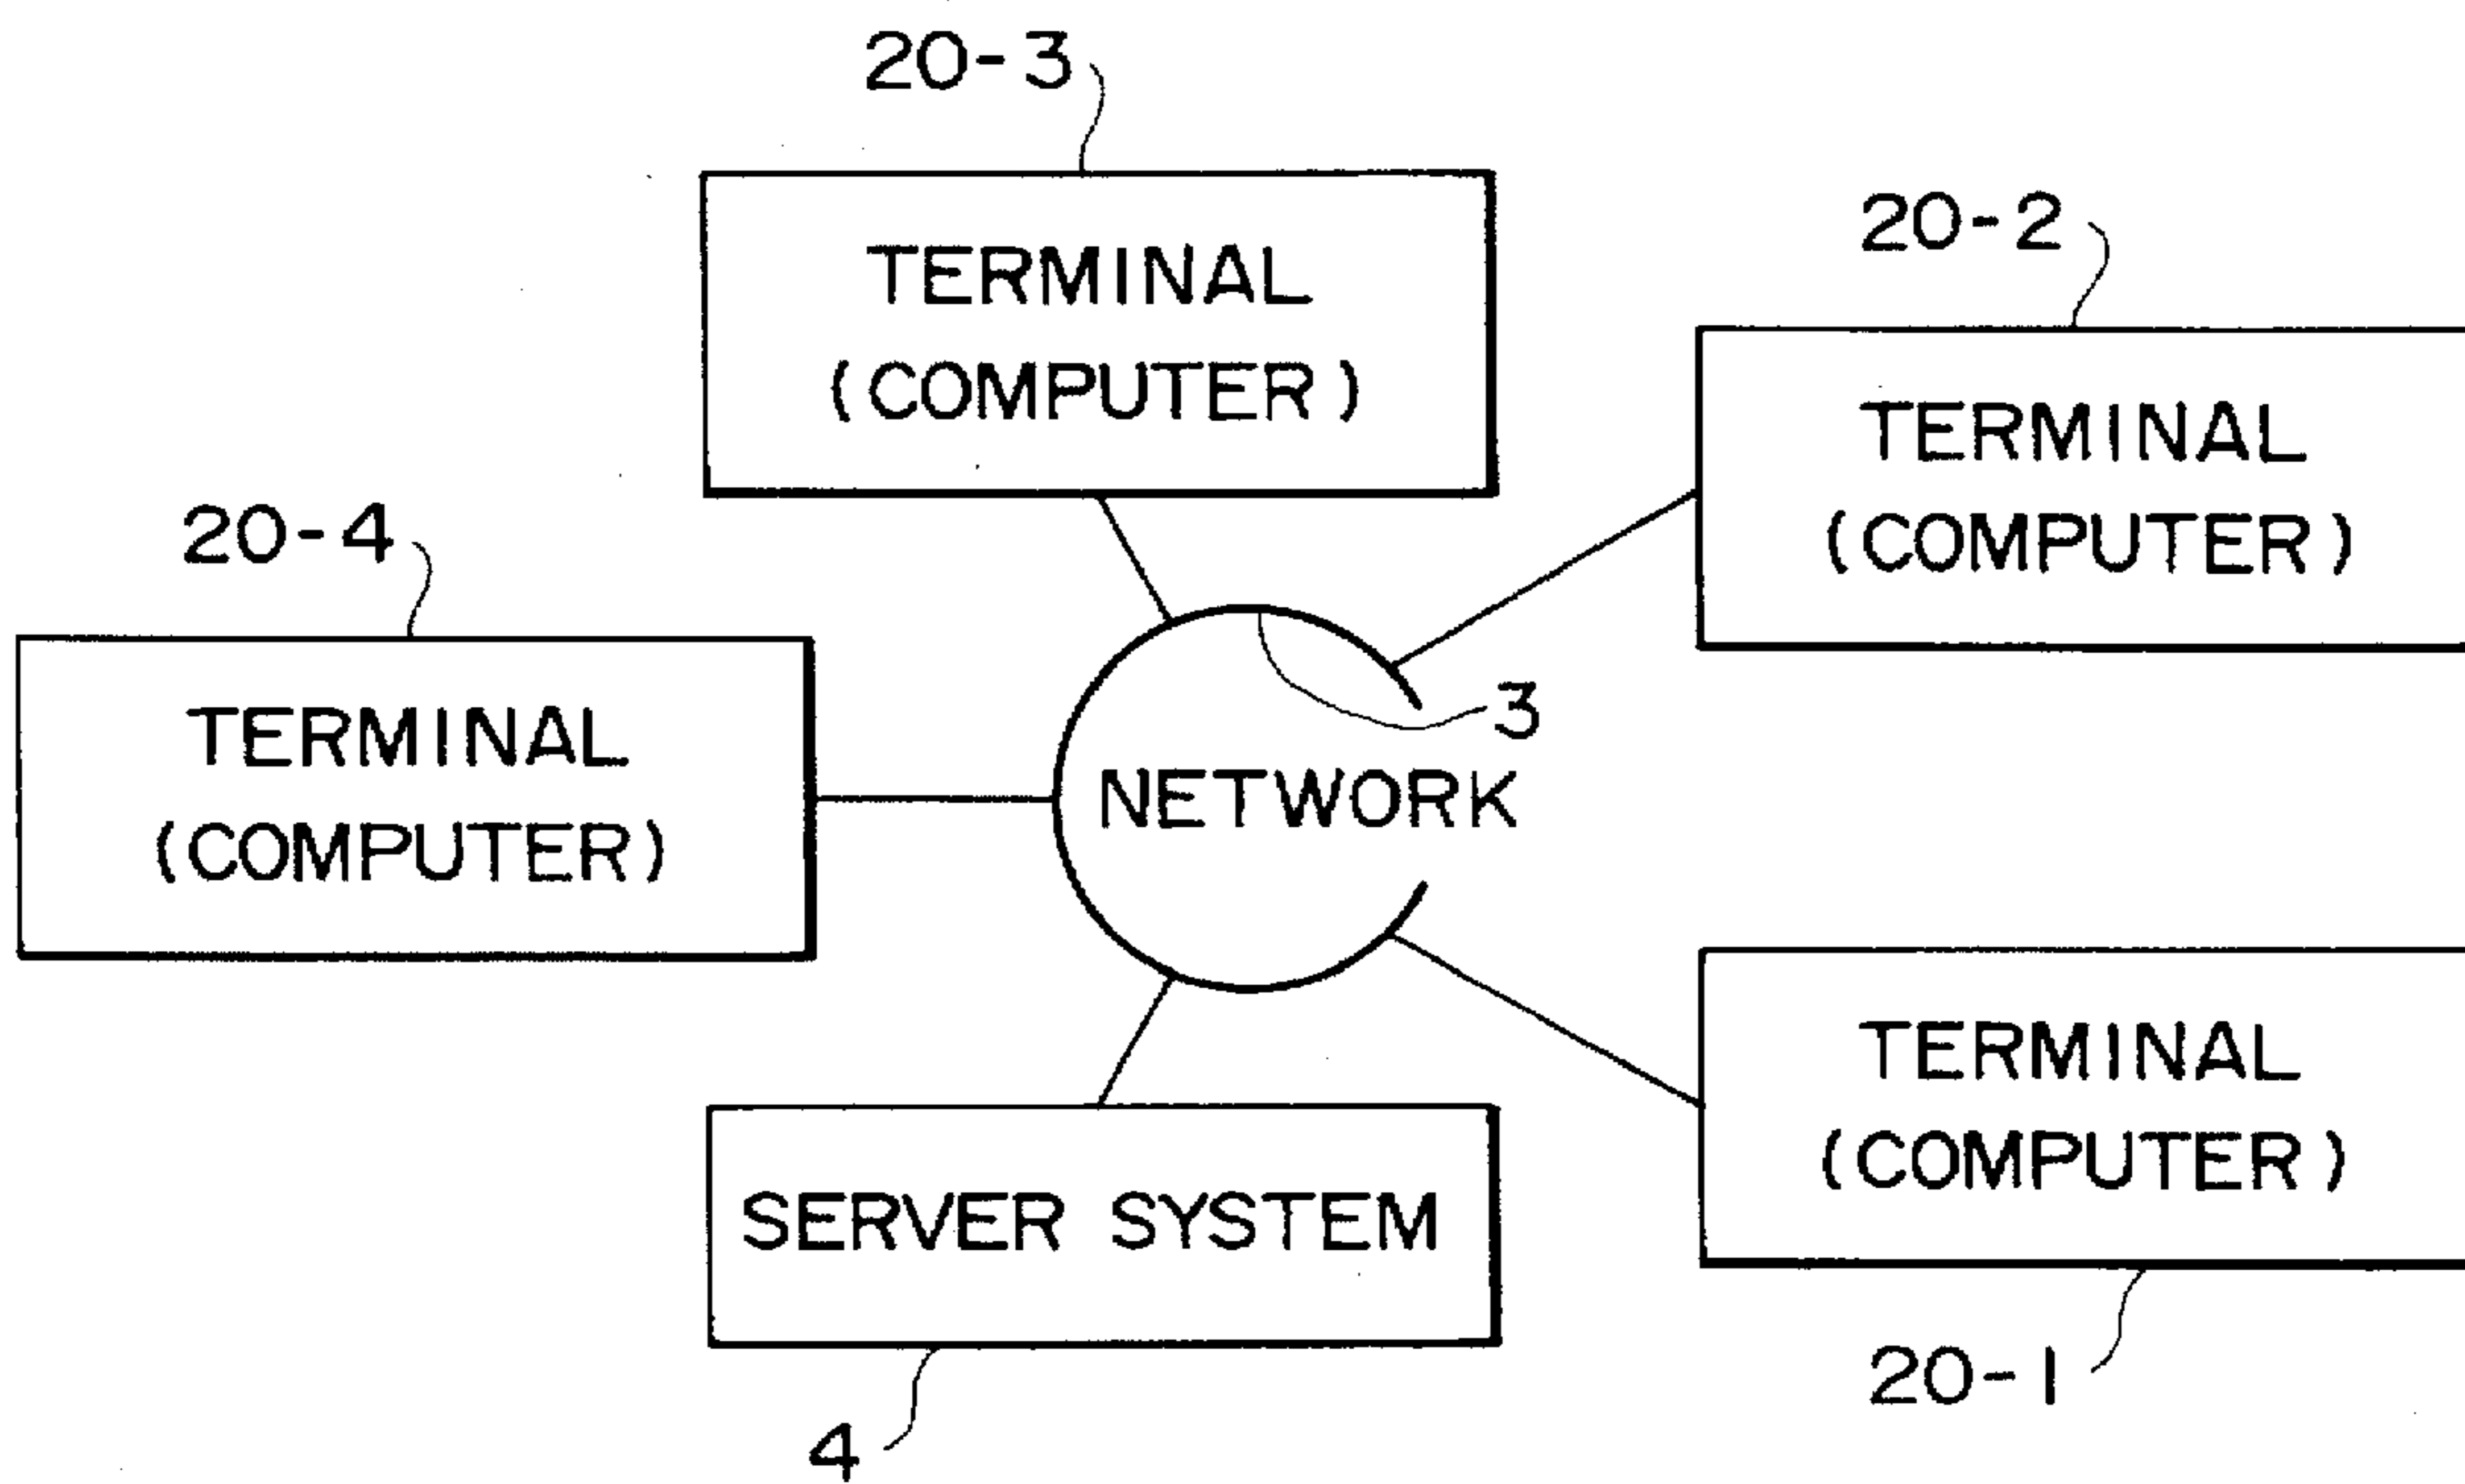 20-3
TERMINAL
(COMPUTER)
20-2
TERMINAL
(COMPUTER)
20-4
TERMINAL
(COMPUTER)
3
NETWORK
TERMINAL
(COMPUTER)
20-1
SERVER SYSTEM
4